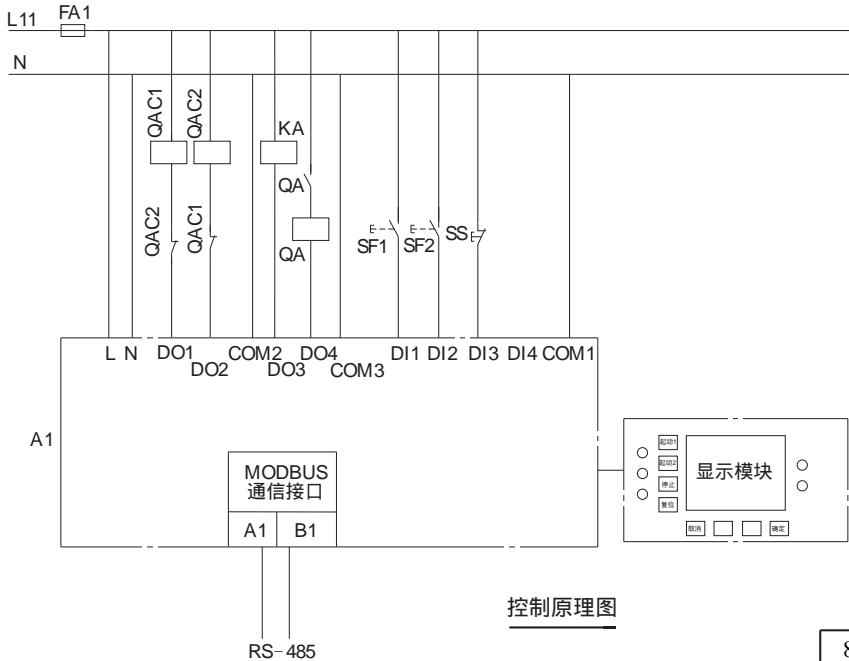 L11 FA1
N
QAC1 QAC2 KA
QA
QAC2 QAC1 QA SF1 SF2 SS
L N DO1 DO2 COM2 DO3 DO4 COM3 DI1 DI2 DI3 DI4 COM1
A1
MODBUS
通信接口
A1 B1
RS-485
起动1
起动2
停止
复位
显示模块
取消 确定
控制原理图
8